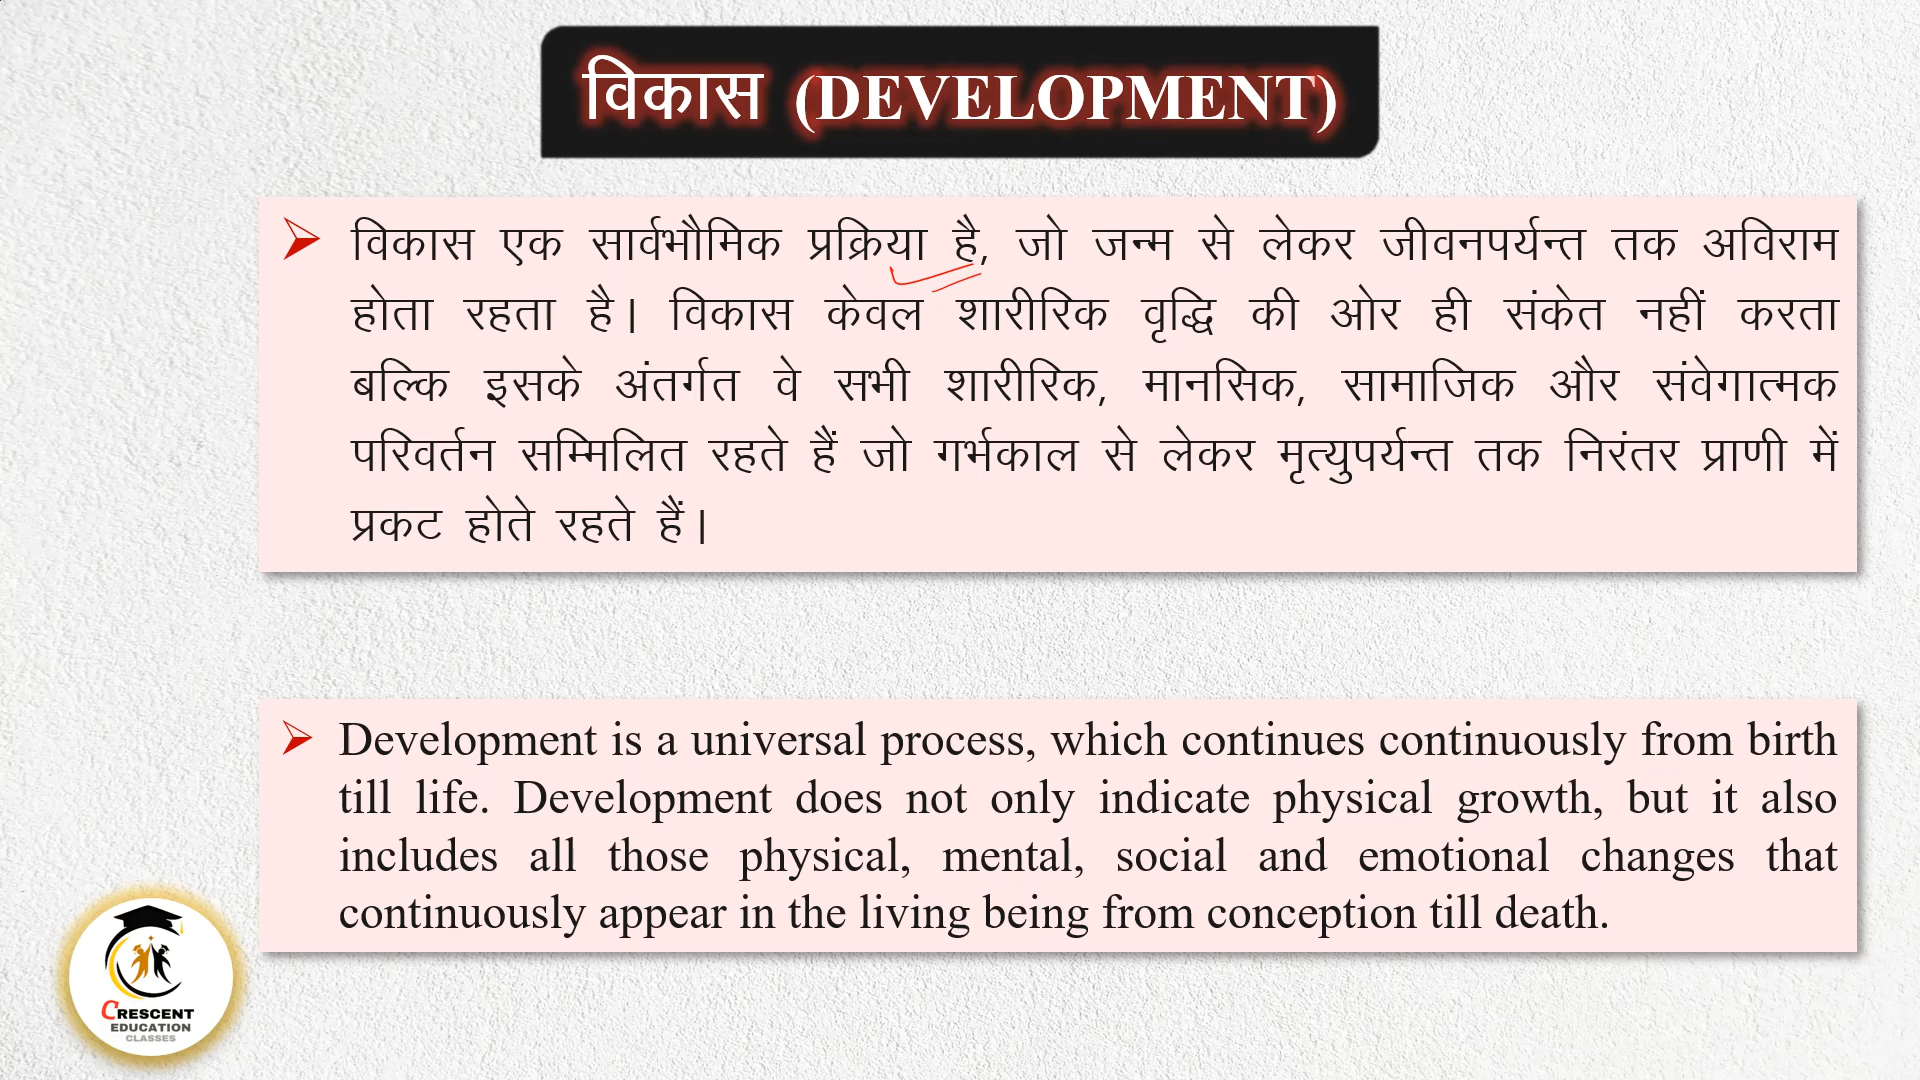 विकास (DEVELOPMENT)
विकास एक सार्वभौमिक प्रक्रिया है, जो जन्म से लेकर जीवनपर्यन्त तक अविराम
होता रहता है। विकास केवल शारीरिक वृद्धि की ओर ही संकेत नहीं करता
बल्कि इसके अंतर्गत वे सभी शारीरिक, मानसिक, सामाजिक और संवेगात्मक
परिवर्तन सम्मिलित रहते हैं जो गर्भकाल से लेकर मृत्युपर्यन्त तक निरंतर प्राणी में
प्रकट होते रहते हैं।
Development is a universal process, which continues continuously from birth
till life. Development does not only indicate physical growth, but it also
includes all those physical, mental, social and emotional changes that
continuously appear in the living being from conception till death.
CRESCENT
EDUCATION
CLASSES